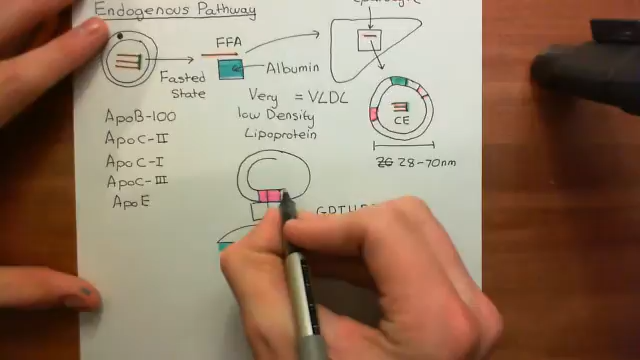 Endogenous Pathway
FFA
Albumin
Fasted
State
Very = VLDL
low Density
Lipoprotein
CE
28-70nm
ApoB-100
ApoC-II
ApoC-I
ApoC-III
ApoE